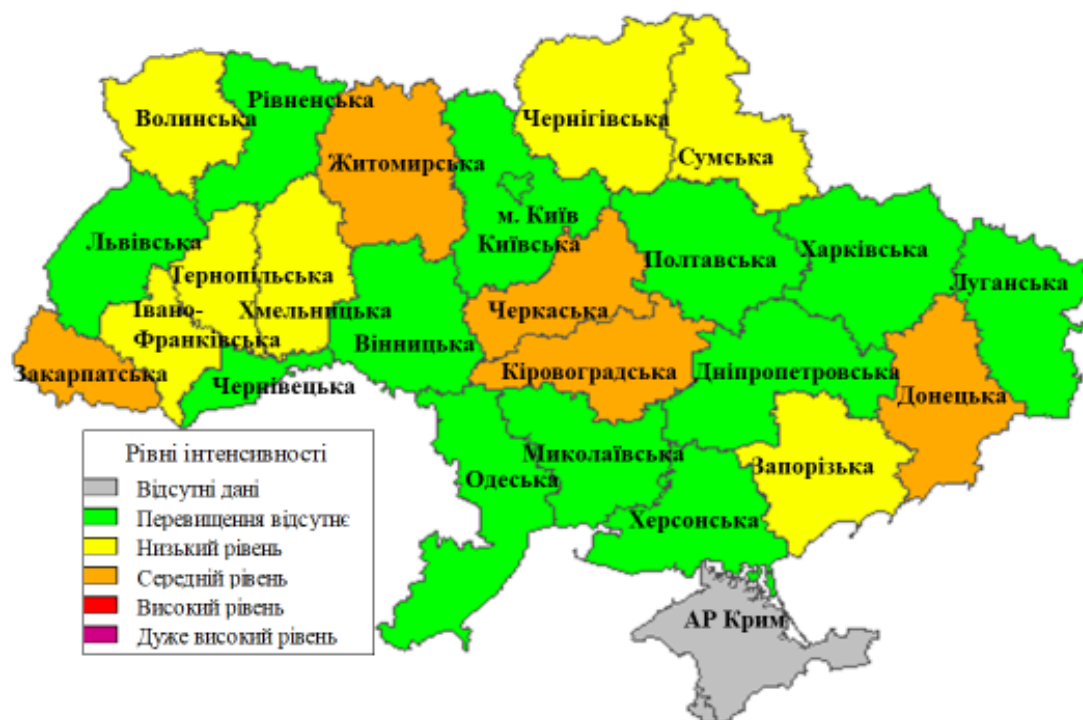 Волинська
Рівненська
Житомирська
Чернігівська
Сумська
м. Київ
Київська
Львівська
Тернопільська
Хмельницька
Івано-
Франківська
Закарпатська
Чернівецька
Вінницька
Черкаська
Кіровоградська
Полтавська
Харківська
Луганська
Дніпропетровська
Донецька
Запорізька
Миколаївська
Одеська
Херсонська
АР Крим
Рівні інтенсивності
Відсутні дані
Перевищення відсутнє
Низький рівень
Середній рівень
Високий рівень
Дуже високий рівень